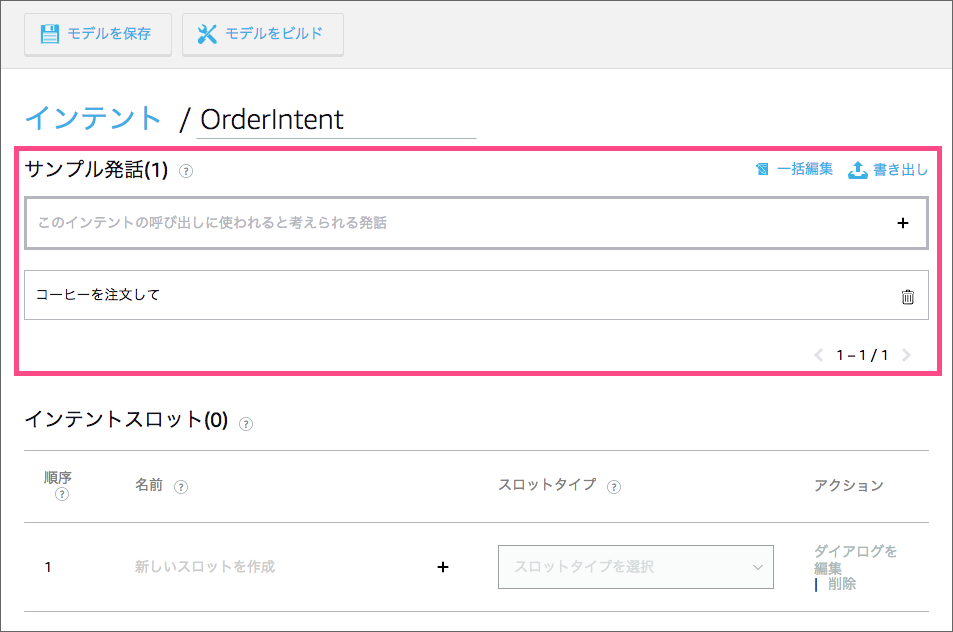 モデルを保存 モデルをビルド
インテント / OrderIntent
サンプル発話(1) ? 一括編集 書き出し
このインテントの呼び出しに使われると考えられる発話 +
コーヒーを注文して
< 1 – 1 / 1 >
インテントスロット(0) ?
順序 ? 名前 ? スロットタイプ ? アクション
1 新しいスロットを作成 + スロットタイプを選択 ダイアログを
編集
| 削除